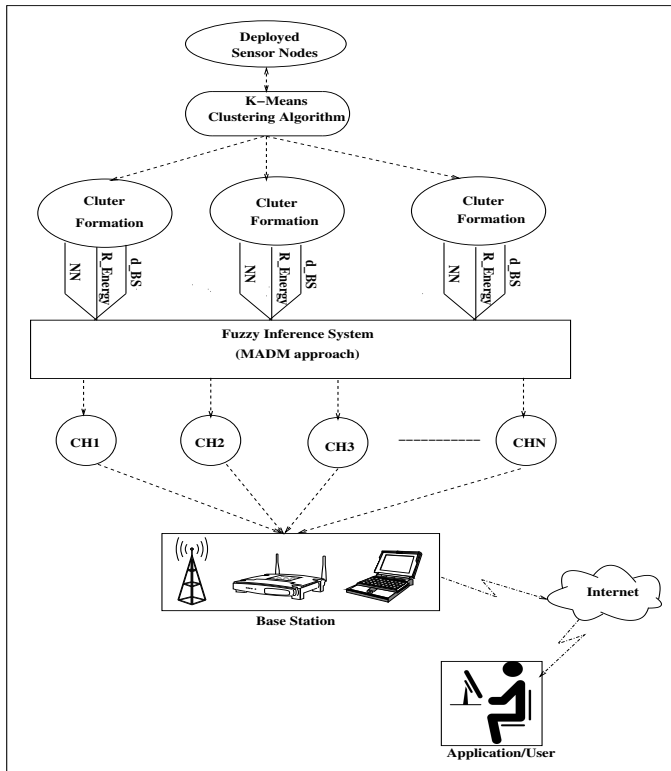 Deployed
Sensor Nodes
K-Means
Clustering Algorithm
Cluter
Formation
Cluter
Formation
Cluter
Formation
NN
R_Energy
d_BS
NN
R_Energy
d_BS
NN
R_Energy
d_BS
Fuzzy Inference System
(MADM approach)
CH1
CH2
CH3
CHN
Base Station
Internet
Application/User